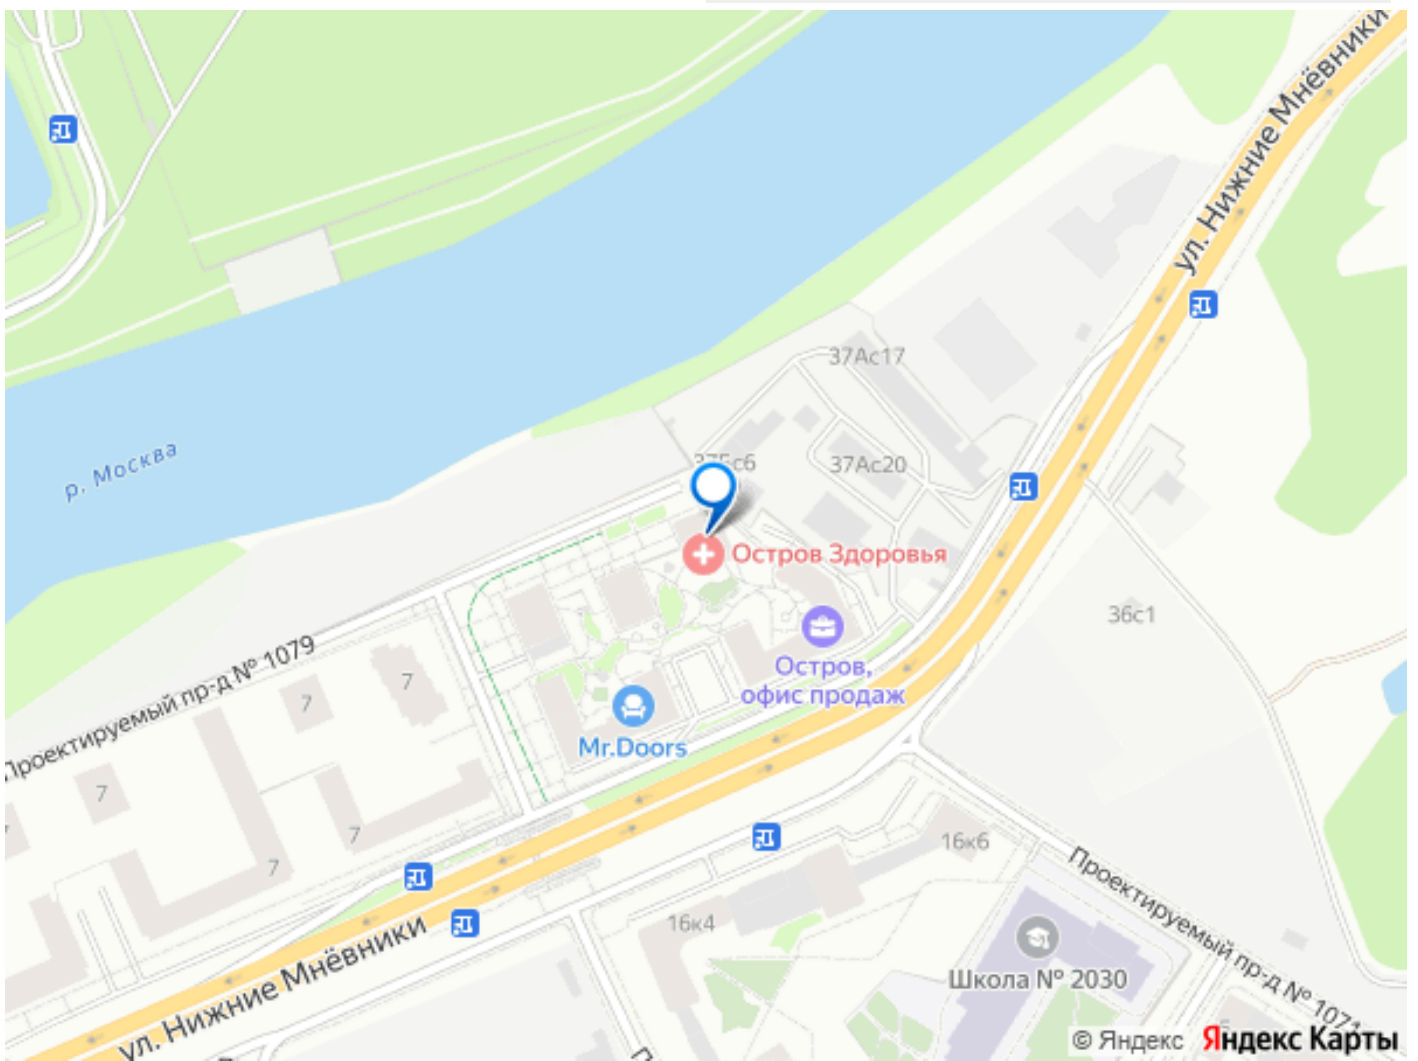 ул. Нижние Мнёвники
37Ас17
р. Москва
37Ас20
Остров Здоровья
36с1
Проектируемый пр-д № 1079
7
7
Остров,
офис продаж
Mr.Doors
7
7
7
16к6
16к4
Проектируемый пр-д № 1071
Школа № 2030
ул. Нижние Мнёвники
© Яндекс Яндекс Карты